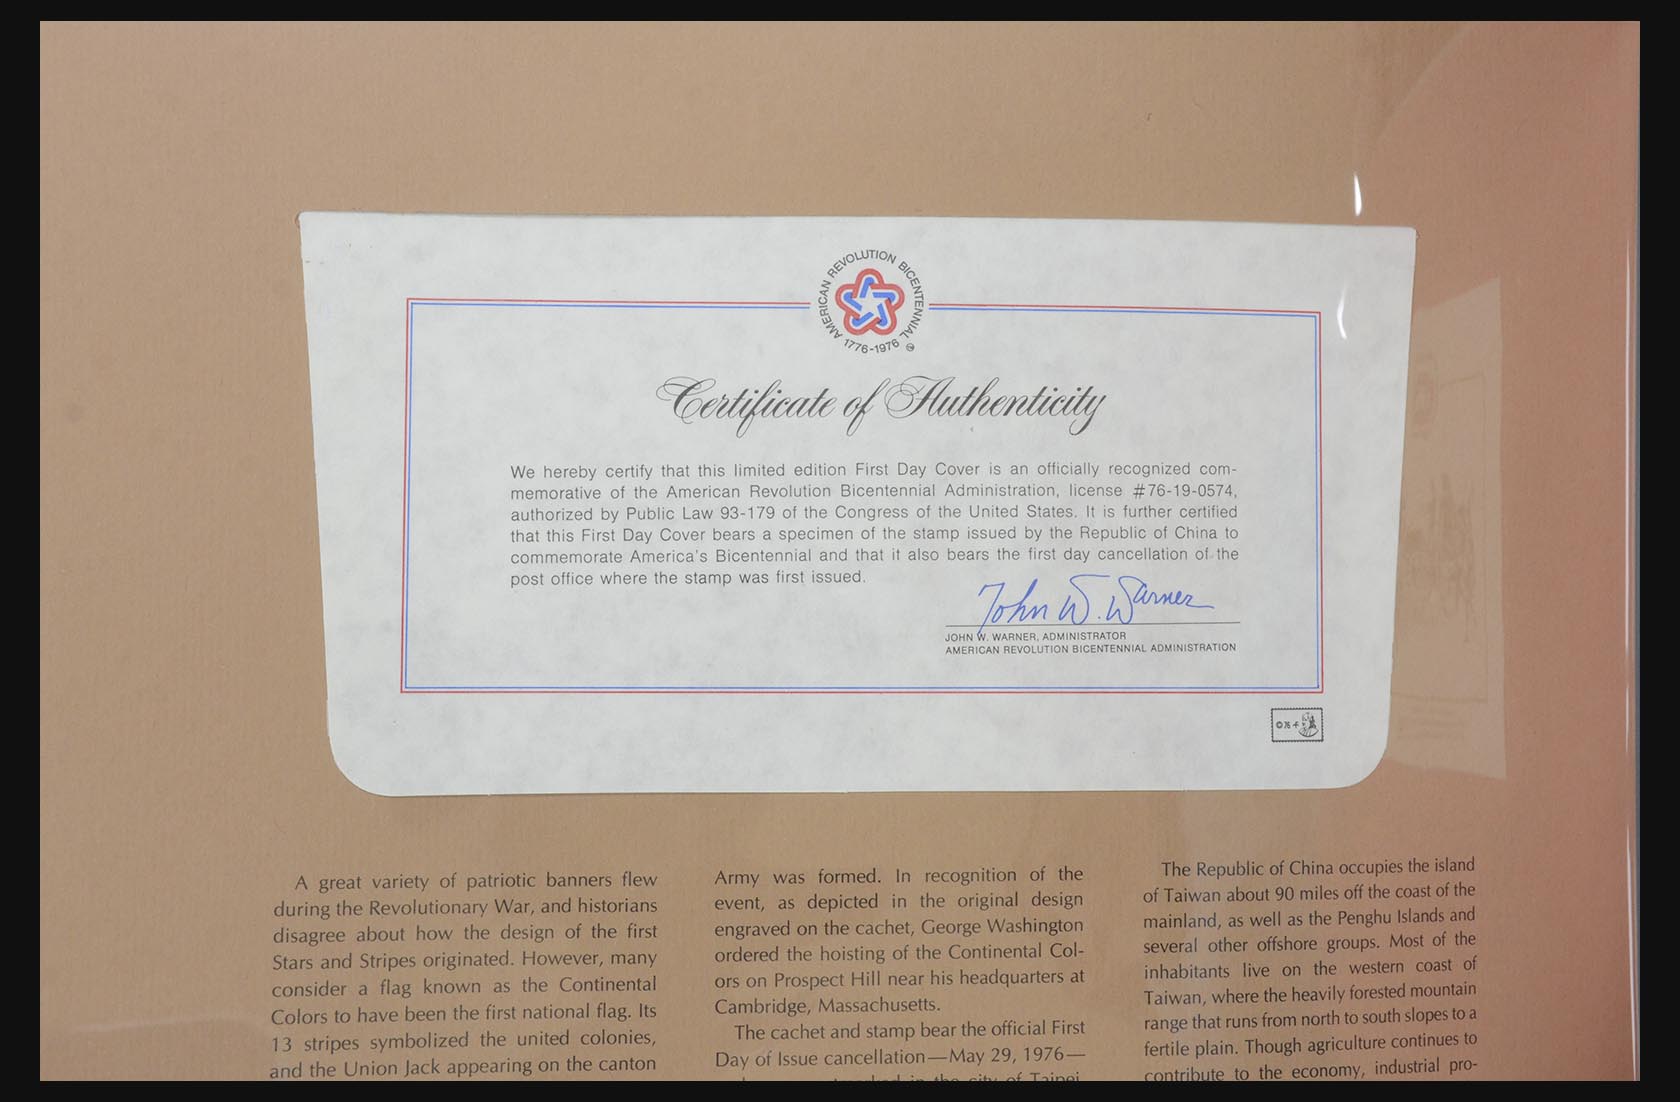 AMERICAN REVOLUTION BICENTENNIAL
1776-1976
Certificate of Authenticity
We hereby certify that this limited edition First Day Cover is an officially recognized com-
memorative of the American Revolution Bicentennial Administration, license #76-19-0574,
authorized by Public Law 93-179 of the Congress of the United States. It is further certified
that this First Day Cover bears a specimen of the stamp issued by the Republic of China to
commemorate America's Bicentennial and that it also bears the first day cancellation of the
post office where the stamp was first issued.
John W. Warner
JOHN W. WARNER, ADMINISTRATOR
AMERICAN REVOLUTION BICENTENNIAL ADMINISTRATION
A great variety of patriotic banners flew
during the Revolutionary War, and historians
disagree about how the design of the first
Stars and Stripes originated. However, many
consider a flag known as the Continental
Colors to have been the first national flag. Its
13 stripes symbolized the united colonies,
and the Union Jack appearing on the canton
Army was formed. In recognition of the
event, as depicted in the original design
engraved on the cachet, George Washington
ordered the hoisting of the Continental Col-
ors on Prospect Hill near his headquarters at
Cambridge, Massachusetts.
The cachet and stamp bear the official First
Day of Issue cancellation—May 29, 1976—
in the city of Taipei,
The Republic of China occupies the island
of Taiwan about 90 miles off the coast of the
mainland, as well as the Penghu Islands and
several other offshore groups. Most of the
inhabitants live on the western coast of
Taiwan, where the heavily forested mountain
range that runs from north to south slopes to a
fertile plain. Though agriculture continues to
contribute to the economy, industrial pro-